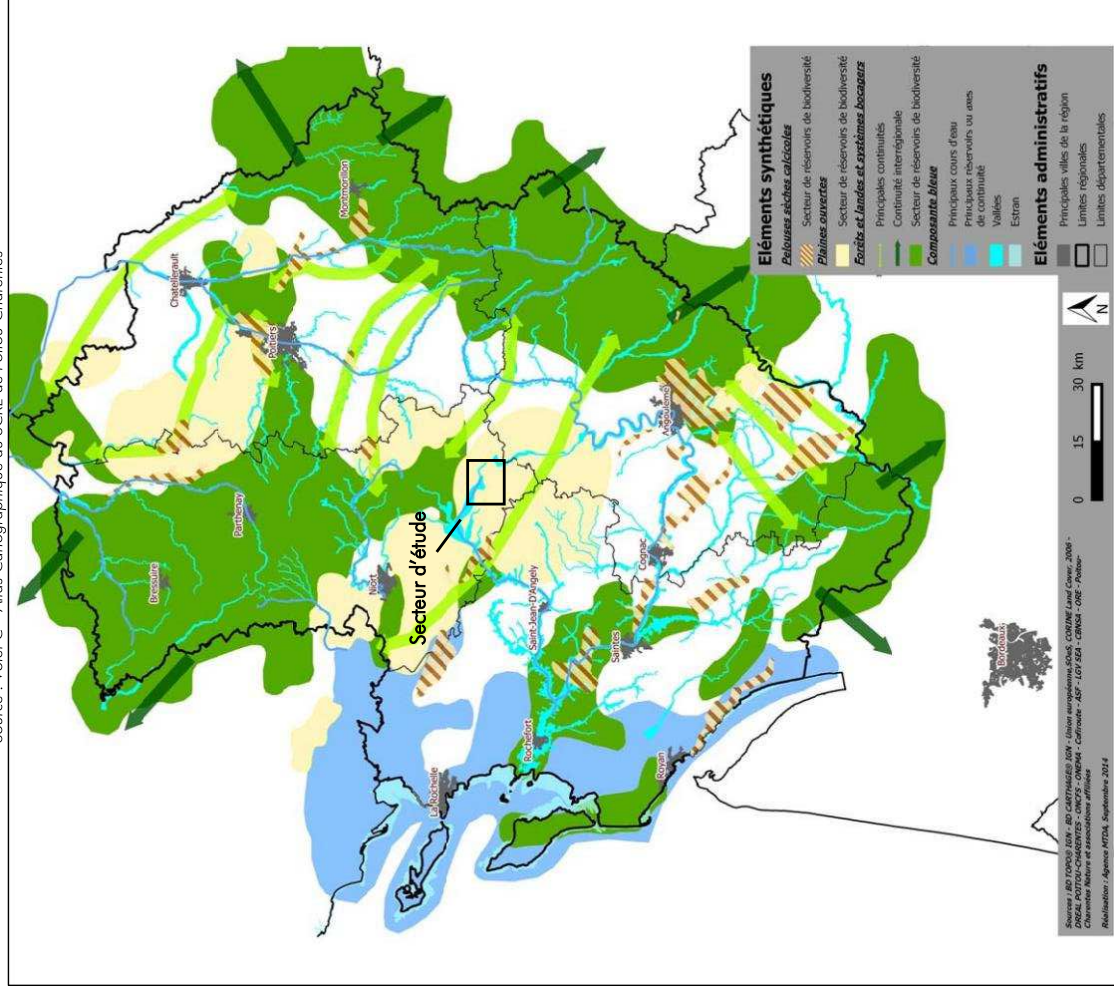 Source : Volet C - Atlas cartographique du SCRE de Poitou-Charentes
Bressuire
Parthenay
Chatellerault
Poitiers
Montmorillon
Niort
Secteur d'étude
La Rochelle
Rochefort
Saint-Jean-D'Angely
Saintes
Cognac
Angoulême
Royan
Bordeaux
Eléments synthétiques
Pelouses sèches calcicoles
Secteur de réservoirs de biodiversité
Plaines ouvertes
Secteur de réservoirs de biodiversité
Forêts et landes et systèmes bocagers
Principales continuités
Continuité interrégionale
Secteur de réservoirs de biodiversité
Composante bleue
Principaux cours d'eau
Principaux réservoirs ou axes
de continuité
Vallées
Estran
Eléments administratifs
Principales villes de la région
Limites régionales
Limites départementales
N
0 15 30 km
Sources : BD TOPO® IGN - BD CARTHAGE® IGN - Union européenne,SOeS, CORINE Land Cover, 2006 -
DREAL POITOU-CHARENTES - ONCFS - ONEMA - Cofiroute - ASF - LGV SEA - CBNSA - ORE - Poitou-
Charentes Nature et associations affiliées
Réalisation : Agence MTDA, Septembre 2014